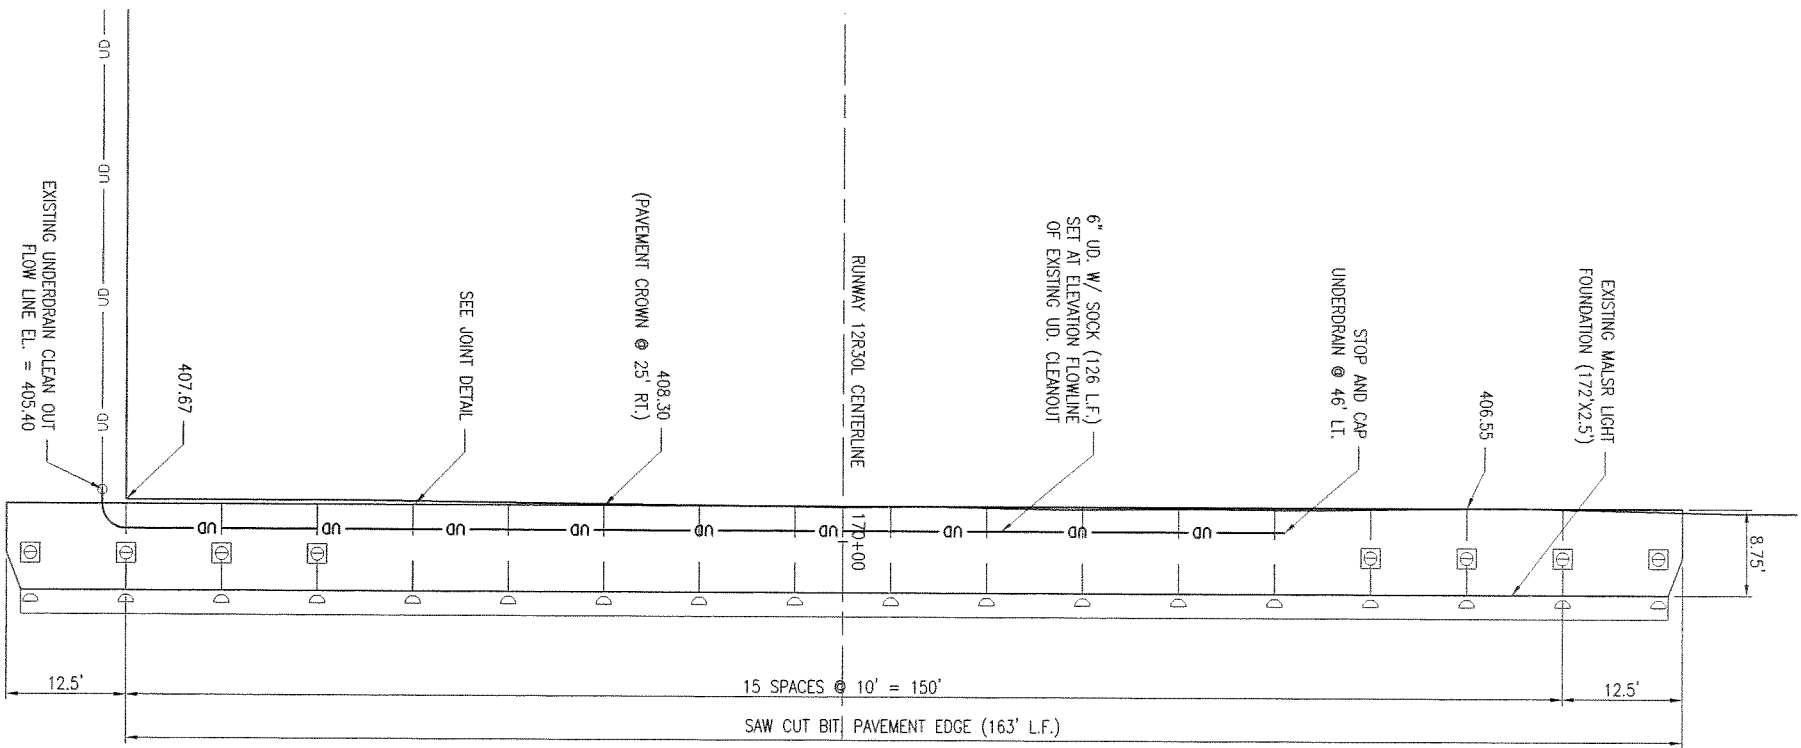 UD
UD
UD
UD
EXISTING UNDERDRAIN CLEAN OUT
FLOW LINE EL. = 405.40
407.67
SEE JOINT DETAIL
408.30
(PAVEMENT CROWN @ 25' RT.)
RUNWAY 12R30L CENTERLINE
6" UD. W/ SOCK (126 L.F.)
SET AT ELEVATION FLOWLINE
OF EXISTING UD. CLEANOUT
STOP AND CAP
UNDERDRAIN @ 46' LT.
406.55
EXISTING MALSR LIGHT
FOUNDATION (172'X2.5')
UD
UD
UD
UD
UD
UD
UD
UD
UD
170+00
8.75'
12.5'
15 SPACES @ 10' = 150'
12.5'
SAW CUT BIT. PAVEMENT EDGE (163' L.F.)